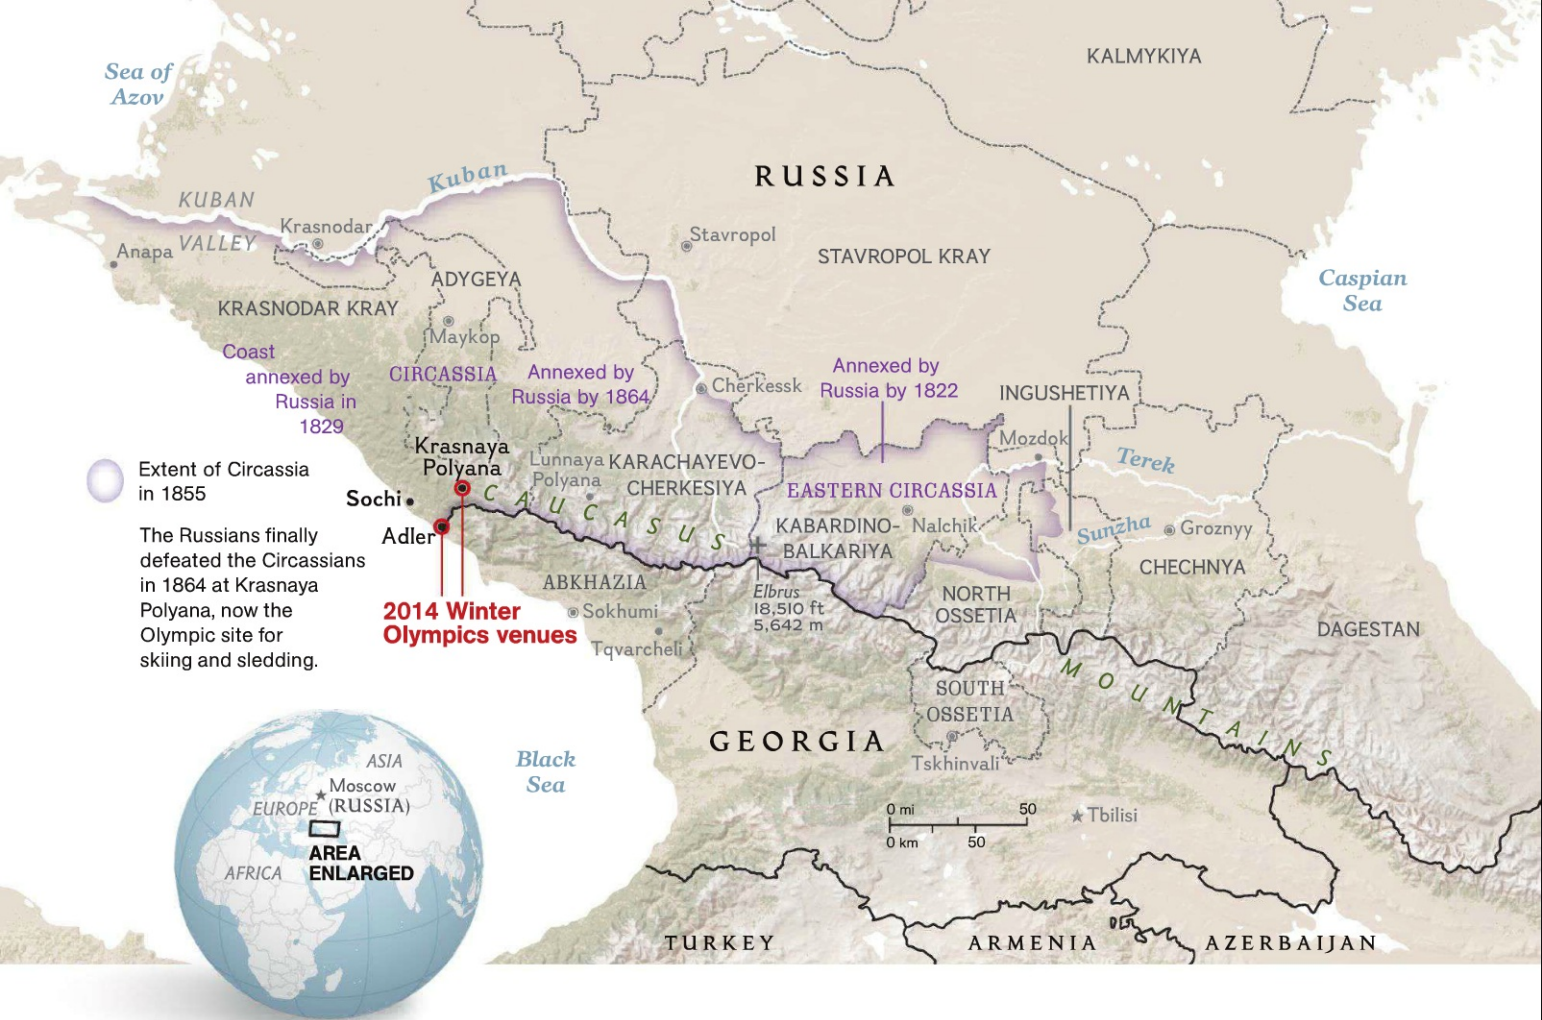 Sea of
Azov
KALMYKIYA
RUSSIA
Kuban
KUBAN
VALLEY
Krasnodar
Anapa
Stavropol
STAVROPOL KRAY
ADYGEYA
Caspian
Sea
KRASNODAR KRAY
Maykop
Coast
annexed by
Russia in
1829
CIRCASSIA
Annexed by
Russia by 1864
Cherkessk
Annexed by
Russia by 1822
INGUSHETIYA
Mozdok
Terek
Krasnaya
Polyana
Lunnaya
Polyana
KARACHAYEVO-
CHERKESIYA
EASTERN CIRCASSIA
Extent of Circassia
in 1855
Sochi
CAUCASUS
KABARDINO-
BALKARIYA
Nalchik
Sunzha
Groznyy
Adler
The Russians finally
defeated the Circassians
in 1864 at Krasnaya
Polyana, now the
Olympic site for
skiing and sledding.
ABKHAZIA
Elbrus
18,510 ft
5,642 m
NORTH
OSSETIA
CHECHNYA
2014 Winter
Olympics venues
Sokhumi
Tqvarcheli
DAGESTAN
MOUNTAINS
SOUTH
OSSETIA
Tskhinvali
GEORGIA
Black
Sea
ASIA
Moscow
(RUSSIA)
EUROPE
AREA
ENLARGED
AFRICA
0 mi 50
0 km 50
Tbilisi
TURKEY
ARMENIA
AZERBAIJAN